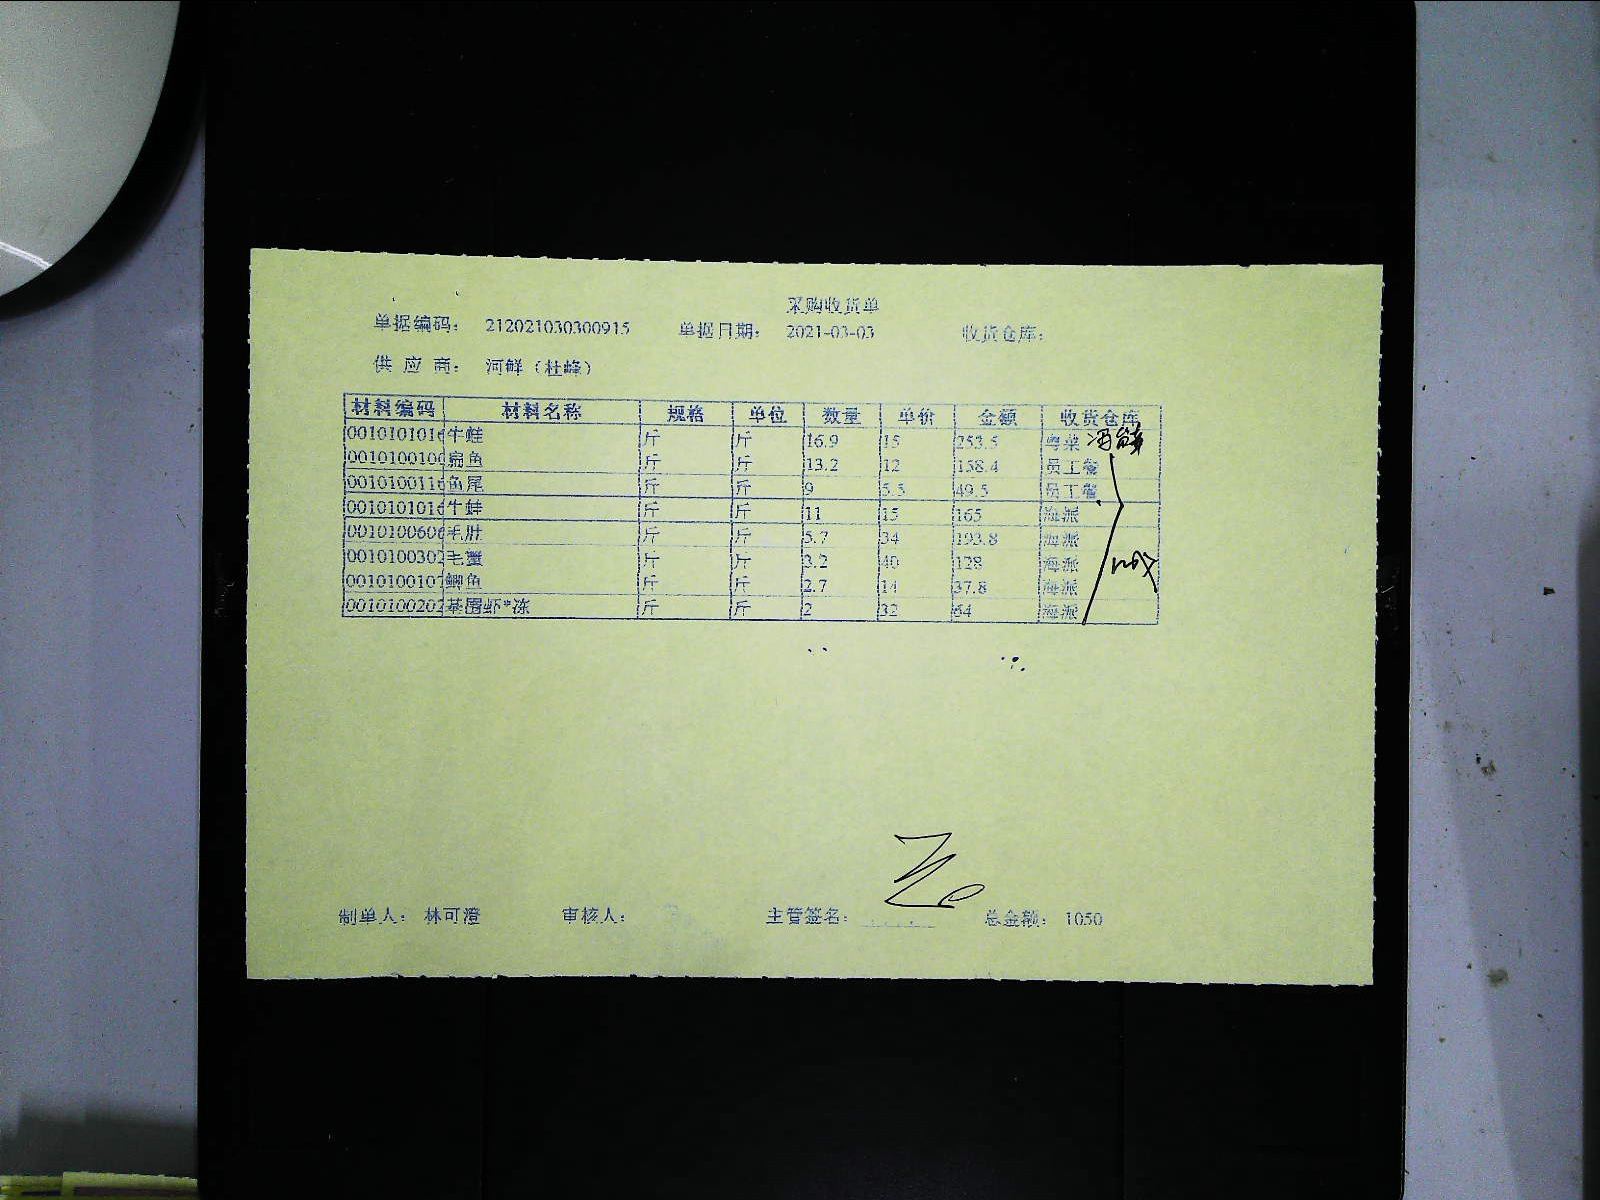 采购收货单
单据编码： 212021030300915 单据日期： 2021-03-03 收货仓库：
供 应 商： 河鲜（杜峰）
材料编码 材料名称 规格 单位 数量 单价 金额 收货仓库
0010101016 牛蛙 斤 斤 16.9 15 253.5 粤菜
0010100100 扁鱼 斤 斤 13.2 12 158.4 员工餐
0010100116 鱼尾 斤 斤 9 5.5 49.5 员工餐
0010101016 牛蛙 斤 斤 11 15 165 海派
0010100606 毛肚 斤 斤 5.7 34 193.8 海派
0010100302 毛蟹 斤 斤 3.2 40 128 海派
0010100107 鲫鱼 斤 斤 2.7 14 37.8 海派
0010100202 基围虾*冻 斤 斤 2 32 64 海派
制单人： 林可澄 审核人： 主管签名： 总金额： 1050